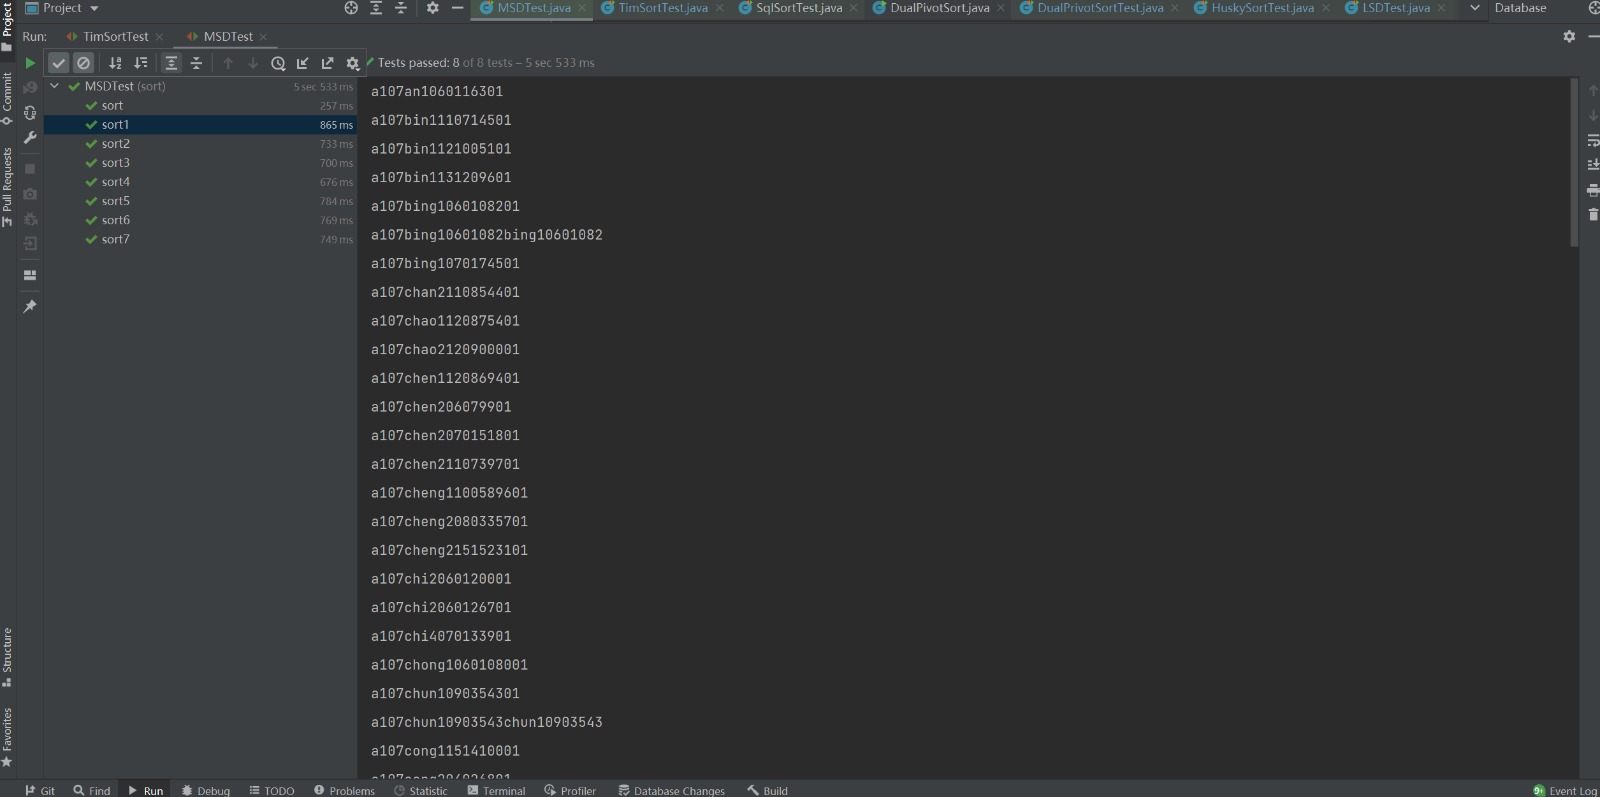 Project
MSDTest.java
TimSortTest.java
SqlSortTest.java
DualPivotSort.java
DualPrivotSortTest.java
HuskySortTest.java
LSDTest.java
Database
Project
Commit
Pull Requests
Structure
Favorites
Run:
TimSortTest
MSDTest
Tests passed: 8 of 8 tests – 5 sec 533 ms
MSDTest (sort) 5 sec 533 ms
sort 257 ms
sort1 865 ms
sort2 733 ms
sort3 700 ms
sort4 676 ms
sort5 784 ms
sort6 769 ms
sort7 749 ms
a107an1060116301
a107bin1110714501
a107bin1121005101
a107bin1131209601
a107bing1060108201
a107bing10601082bing10601082
a107bing1070174501
a107chan2110854401
a107chao1120875401
a107chao2120900001
a107chen1120869401
a107chen206079901
a107chen2070151801
a107chen2110739701
a107cheng1100589601
a107cheng2080335701
a107cheng2151523101
a107chi2060120001
a107chi2060126701
a107chi4070133901
a107chong1060108001
a107chun1090354301
a107chun10903543chun10903543
a107cong1151410001
Git
Find
Run
Debug
TODO
Problems
Statistic
Terminal
Profiler
Database Changes
Build
9+ Event Log